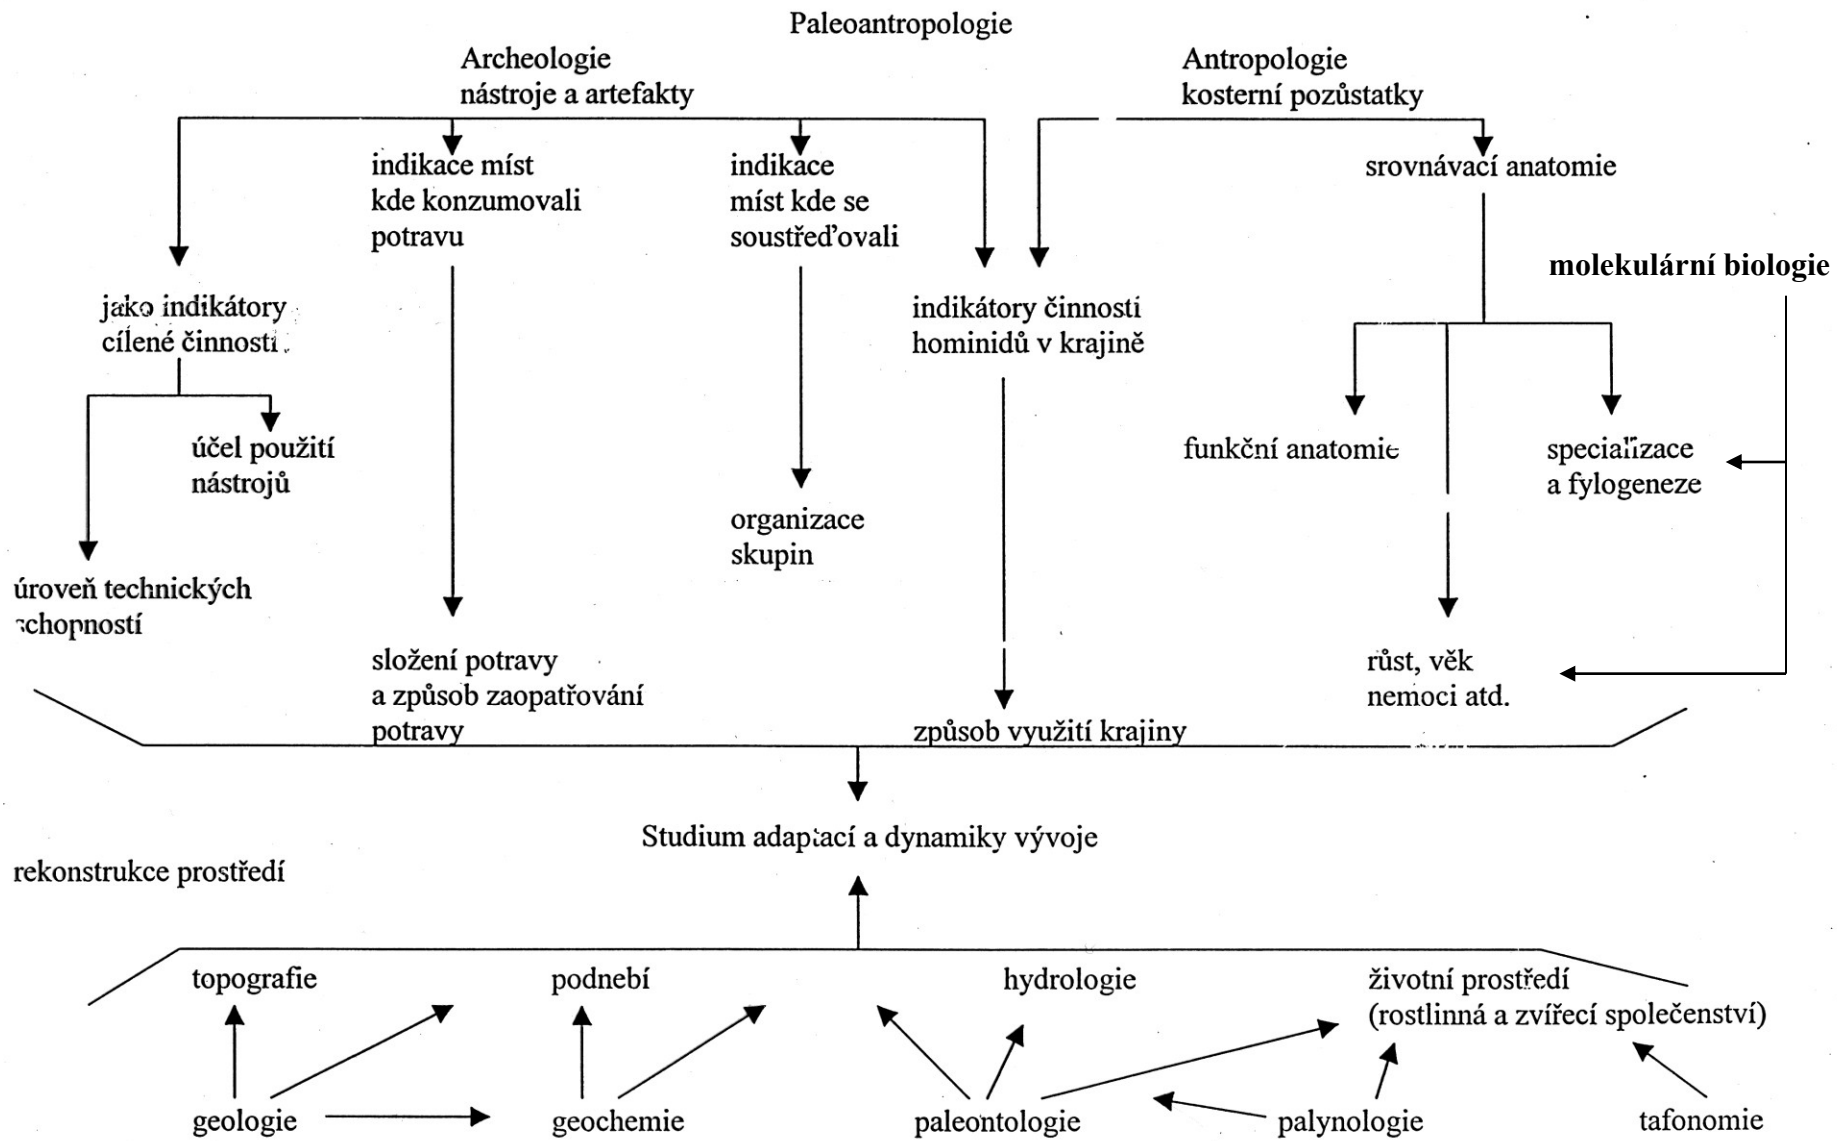 Paleoantropologie
Archeologie
nástroje a artefakty
Antropologie
kosterní pozůstatky
indikace míst
kde konzumovali
potravu
indikace
míst kde se
soustřeďovali
srovnávací anatomie
molekulární biologie
jako indikátory
cílené činnosti
indikátory činností
hominidů v krajině
účel použití
nástrojů
funkční anatomie
specializace
a fylogeneze
organizace
skupin
úroveň technických
schopností
složení potravy
a způsob zaopatřování
potravy
růst, věk
nemoci atd.
způsob využití krajiny
Studium adaptací a dynamiky vývoje
rekonstrukce prostředí
topografie
podnebí
hydrologie
životní prostředí
(rostlinná a zvířecí společenství)
geologie
geochemie
paleontologie
palynologie
tafonomie